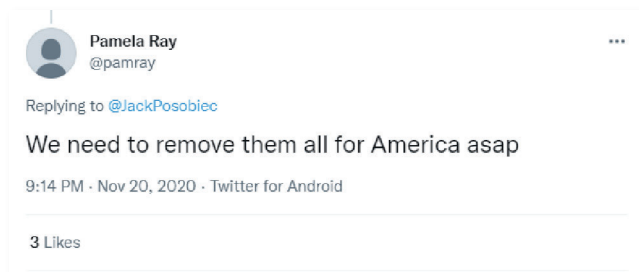 Pamela Ray
@pamray
Replying to @JackPosobiec
We need to remove them all for America asap
9:14 PM · Nov 20, 2020 · Twitter for Android
3 Likes